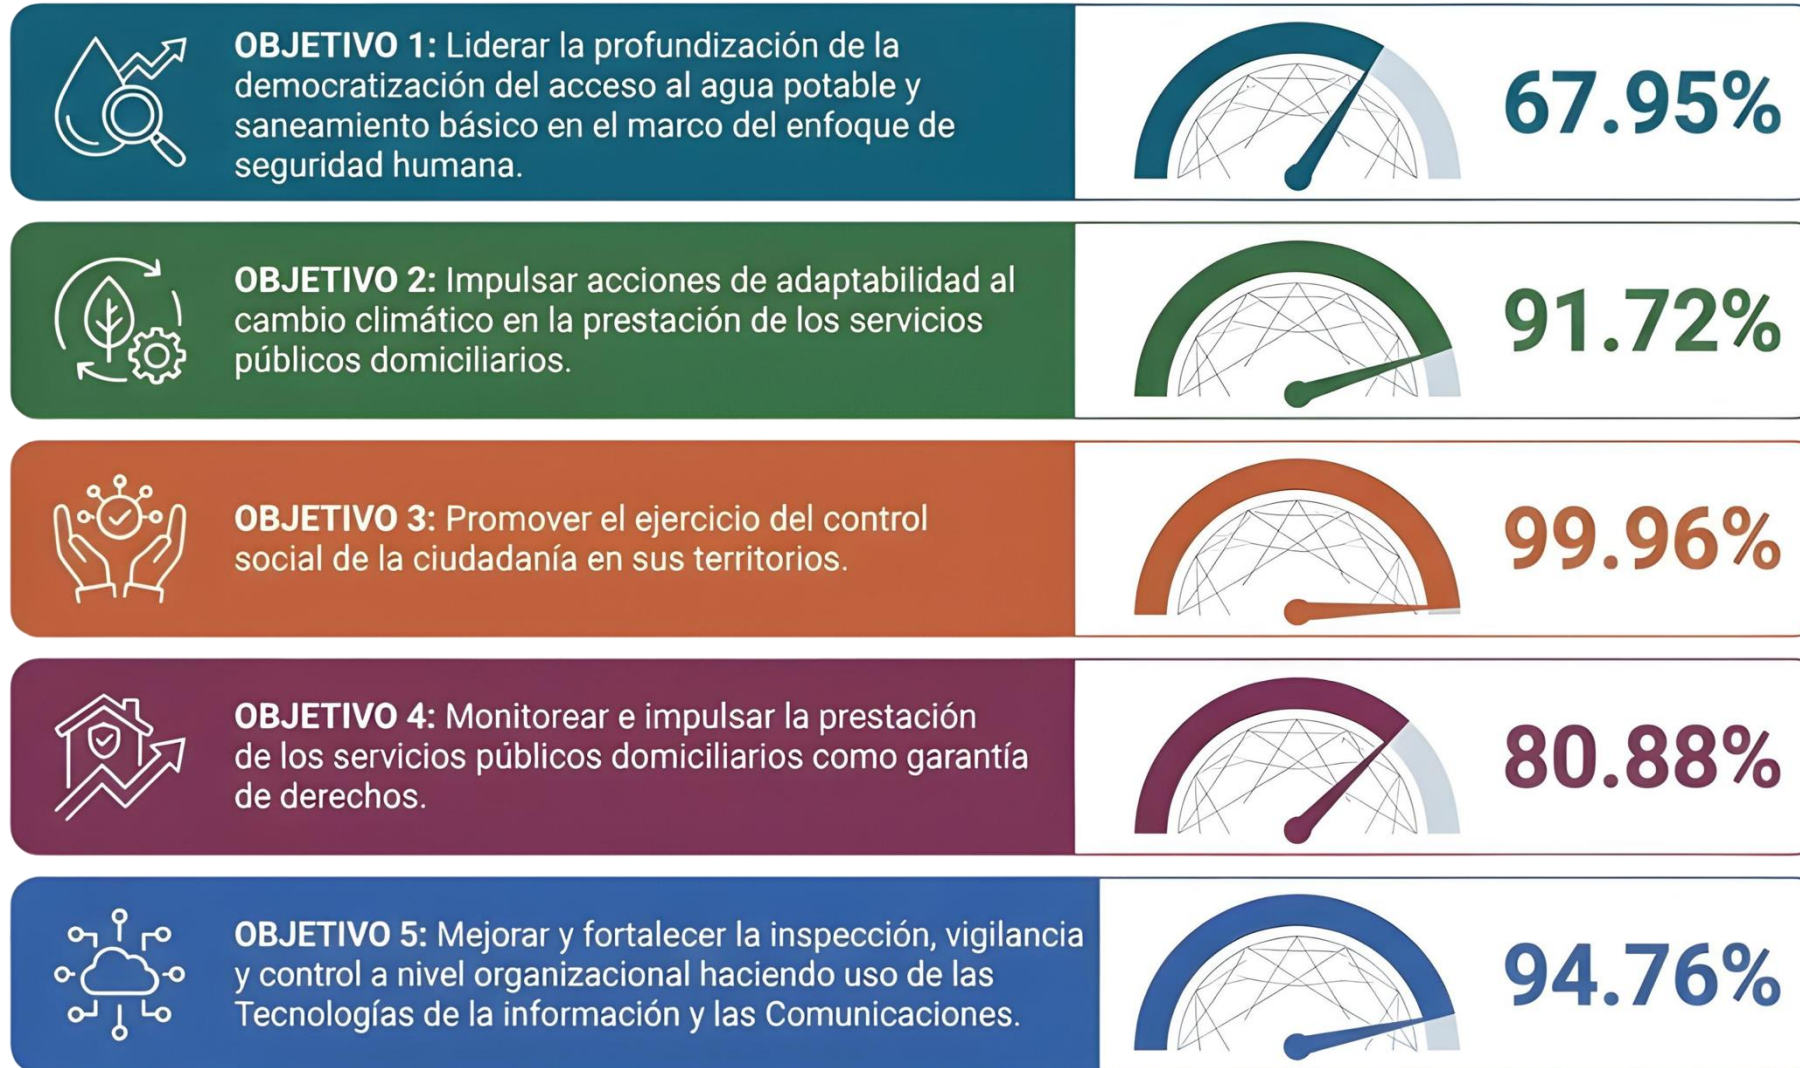 OBJETIVO 1: Liderar la profundización de la
democratización del acceso al agua potable y
saneamiento básico en el marco del enfoque de
seguridad humana.
67.95%
OBJETIVO 2: Impulsar acciones de adaptabilidad al
cambio climático en la prestación de los servicios
públicos domiciliarios.
91.72%
OBJETIVO 3: Promover el ejercicio del control
social de la ciudadanía en sus territorios.
99.96%
OBJETIVO 4: Monitorear e impulsar la prestación
de los servicios públicos domiciliarios como garantía
de derechos.
80.88%
OBJETIVO 5: Mejorar y fortalecer la inspección, vigilancia
y control a nivel organizacional haciendo uso de las
Tecnologías de la información y las Comunicaciones.
94.76%